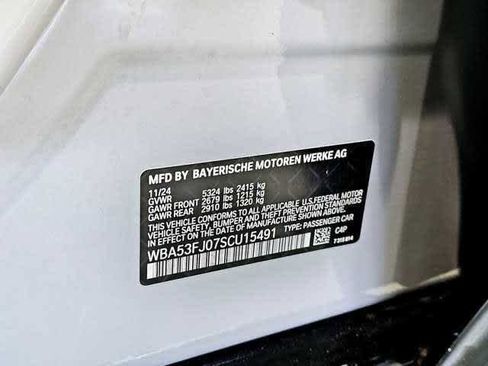 MFD BY BAYERISCHE MOTOREN WERKE AG
11/24
GVWR 5324 lbs 2415 kg
GAWR FRONT 2679 lbs 1215 kg
GAWR REAR 2910 lbs 1320 kg
THIS VEHICLE CONFORMS TO ALL APPLICABLE U.S. FEDERAL MOTOR
VEHICLE SAFETY, BUMPER, AND THEFT PREVENTION STANDARDS
IN EFFECT ON THE DATE OF MANUFACTURE SHOWN ABOVE.
WBA53FJ07SCU15491 TYPE: PASSENGER CAR
C4P